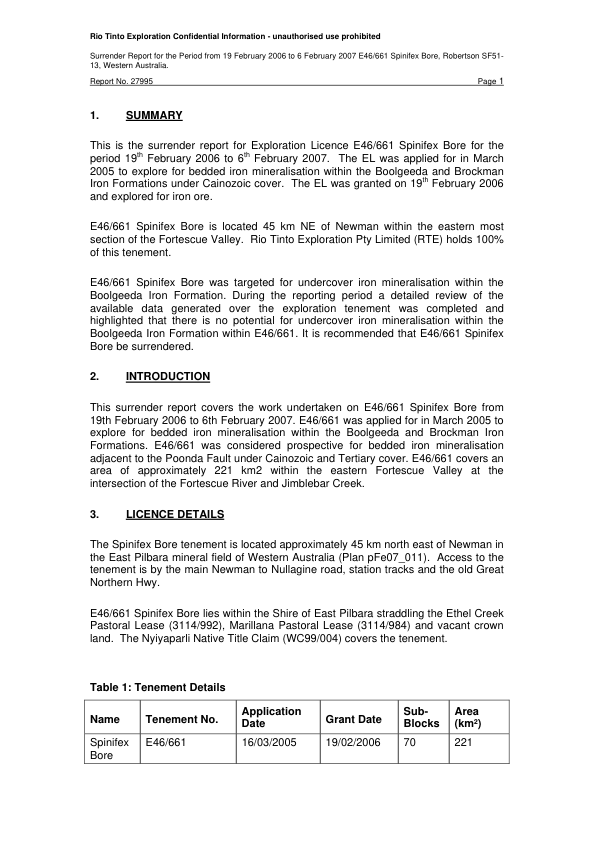 Rio Tinto Exploration Confidential Information - unauthorised use prohibited
Surrender Report for the Period from 19 February 2006 to 6 February 2007 E46/661 Spinifex Bore, Robertson SF51-
13, Western Australia.
Report No. 27995 Page 1
1. SUMMARY
This is the surrender report for Exploration Licence E46/661 Spinifex Bore for the
period 19th February 2006 to 6th February 2007. The EL was applied for in March
2005 to explore for bedded iron mineralisation within the Boolgeeda and Brockman
Iron Formations under Cainozoic cover. The EL was granted on 19th February 2006
and explored for iron ore.
E46/661 Spinifex Bore is located 45 km NE of Newman within the eastern most
section of the Fortescue Valley. Rio Tinto Exploration Pty Limited (RTE) holds 100%
of this tenement.
E46/661 Spinifex Bore was targeted for undercover iron mineralisation within the
Boolgeeda Iron Formation. During the reporting period a detailed review of the
available data generated over the exploration tenement was completed and
highlighted that there is no potential for undercover iron mineralisation within the
Boolgeeda Iron Formation within E46/661. It is recommended that E46/661 Spinifex
Bore be surrendered.
2. INTRODUCTION
This surrender report covers the work undertaken on E46/661 Spinifex Bore from
19th February 2006 to 6th February 2007. E46/661 was applied for in March 2005 to
explore for bedded iron mineralisation within the Boolgeeda and Brockman Iron
Formations. E46/661 was considered prospective for bedded iron mineralisation
adjacent to the Poonda Fault under Cainozoic and Tertiary cover. E46/661 covers an
area of approximately 221 km2 within the eastern Fortescue Valley at the
intersection of the Fortescue River and Jimblebar Creek.
3. LICENCE DETAILS
The Spinifex Bore tenement is located approximately 45 km north east of Newman in
the East Pilbara mineral field of Western Australia (Plan pFe07_011). Access to the
tenement is by the main Newman to Nullagine road, station tracks and the old Great
Northern Hwy.
E46/661 Spinifex Bore lies within the Shire of East Pilbara straddling the Ethel Creek
Pastoral Lease (3114/992), Marillana Pastoral Lease (3114/984) and vacant crown
land. The Nyiyaparli Native Title Claim (WC99/004) covers the tenement.
Table 1: Tenement Details
Name Tenement No. Application Date Grant Date Sub-Blocks Area (km²)
Spinifex Bore E46/661 16/03/2005 19/02/2006 70 221